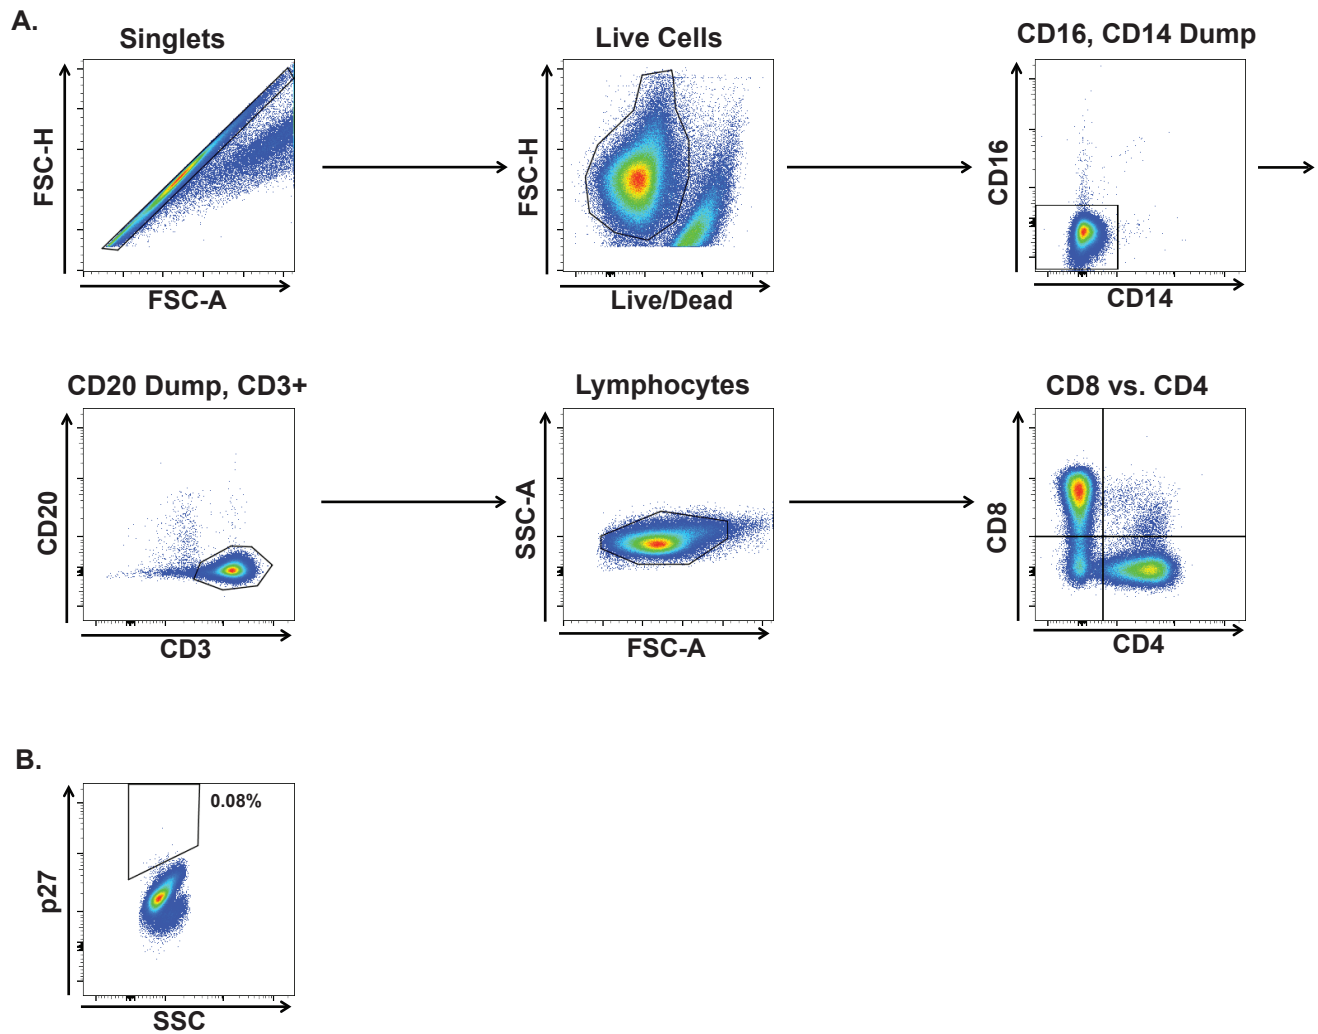 A.
Singlets
FSC-H
FSC-A
Live Cells
FSC-H
Live/Dead
CD16, CD14 Dump
CD16
CD14
CD20 Dump, CD3+
CD20
CD3
Lymphocytes
SSC-A
FSC-A
CD8 vs. CD4
CD8
CD4
B.
0.08%
p27
SSC